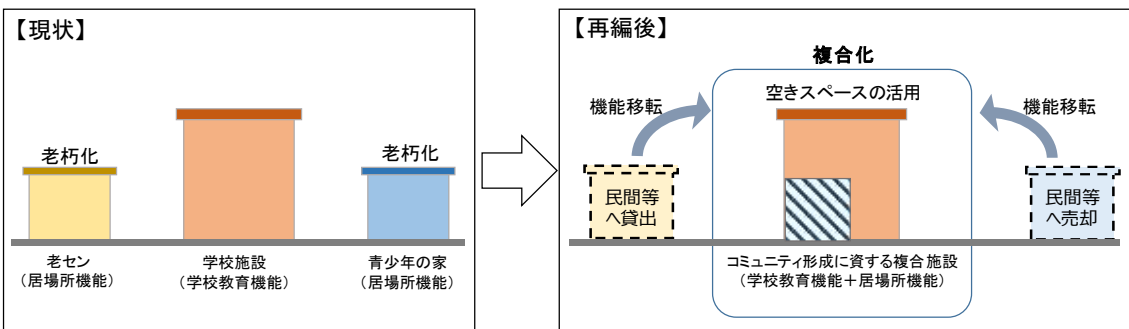 【現状】
老朽化
老朽化
老セン
(居場所機能)
学校施設
(学校教育機能)
青少年の家
(居場所機能)
【再編後】
複合化
空きスペースの活用
機能移転
機能移転
民間等
へ貸出
民間等
へ売却
コミュニティ形成に資する複合施設
(学校教育機能+居場所機能)